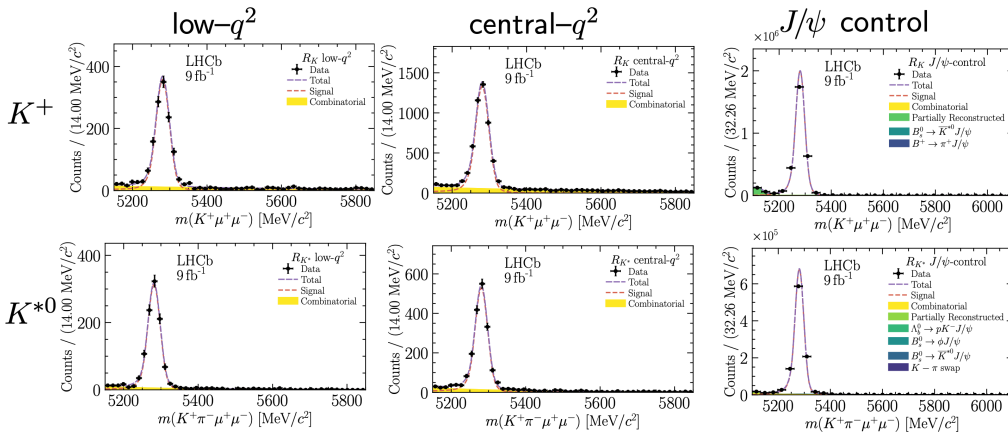 low–q²
central–q²
J/ψ control
K⁺
Counts / (14.00 MeV/c²)
400
200
0
LHCb
9 fb⁻¹
R_K low-q²
Data
Total
Signal
Combinatorial
5200 5400 5600 5800
m(K⁺μ⁺μ⁻) [MeV/c²]
Counts / (14.00 MeV/c²)
1500
1000
500
0
LHCb
9 fb⁻¹
R_K central-q²
Data
Total
Signal
Combinatorial
5200 5400 5600 5800
m(K⁺μ⁺μ⁻) [MeV/c²]
×10⁶
Counts / (32.26 MeV/c²)
2
1
0
LHCb
9 fb⁻¹
R_K J/ψ-control
Data
Total
Signal
Combinatorial
Partially Reconstructed
B_s⁰ → K̅*⁰J/ψ
B⁺ → π⁺J/ψ
5200 5400 5600 5800 6000
m(K⁺μ⁺μ⁻) [MeV/c²]
K*⁰
Counts / (14.00 MeV/c²)
400
200
0
LHCb
9 fb⁻¹
R_K* low-q²
Data
Total
Signal
Combinatorial
5200 5400 5600 5800
m(K⁺π⁻μ⁺μ⁻) [MeV/c²]
Counts / (14.00 MeV/c²)
600
400
200
0
LHCb
9 fb⁻¹
R_K* central-q²
Data
Total
Signal
Combinatorial
5200 5400 5600 5800
m(K⁺π⁻μ⁺μ⁻) [MeV/c²]
×10⁵
Counts / (32.26 MeV/c²)
6
4
2
0
LHCb
9 fb⁻¹
R_K* J/ψ-control
Data
Total
Signal
Combinatorial
Partially Reconstructed
Λ_b⁰ → pK⁻J/ψ
B_s⁰ → φJ/ψ
B_s⁰ → K̅*⁰J/ψ
K − π swap
5200 5400 5600 5800 6000
m(K⁺π⁻μ⁺μ⁻) [MeV/c²]